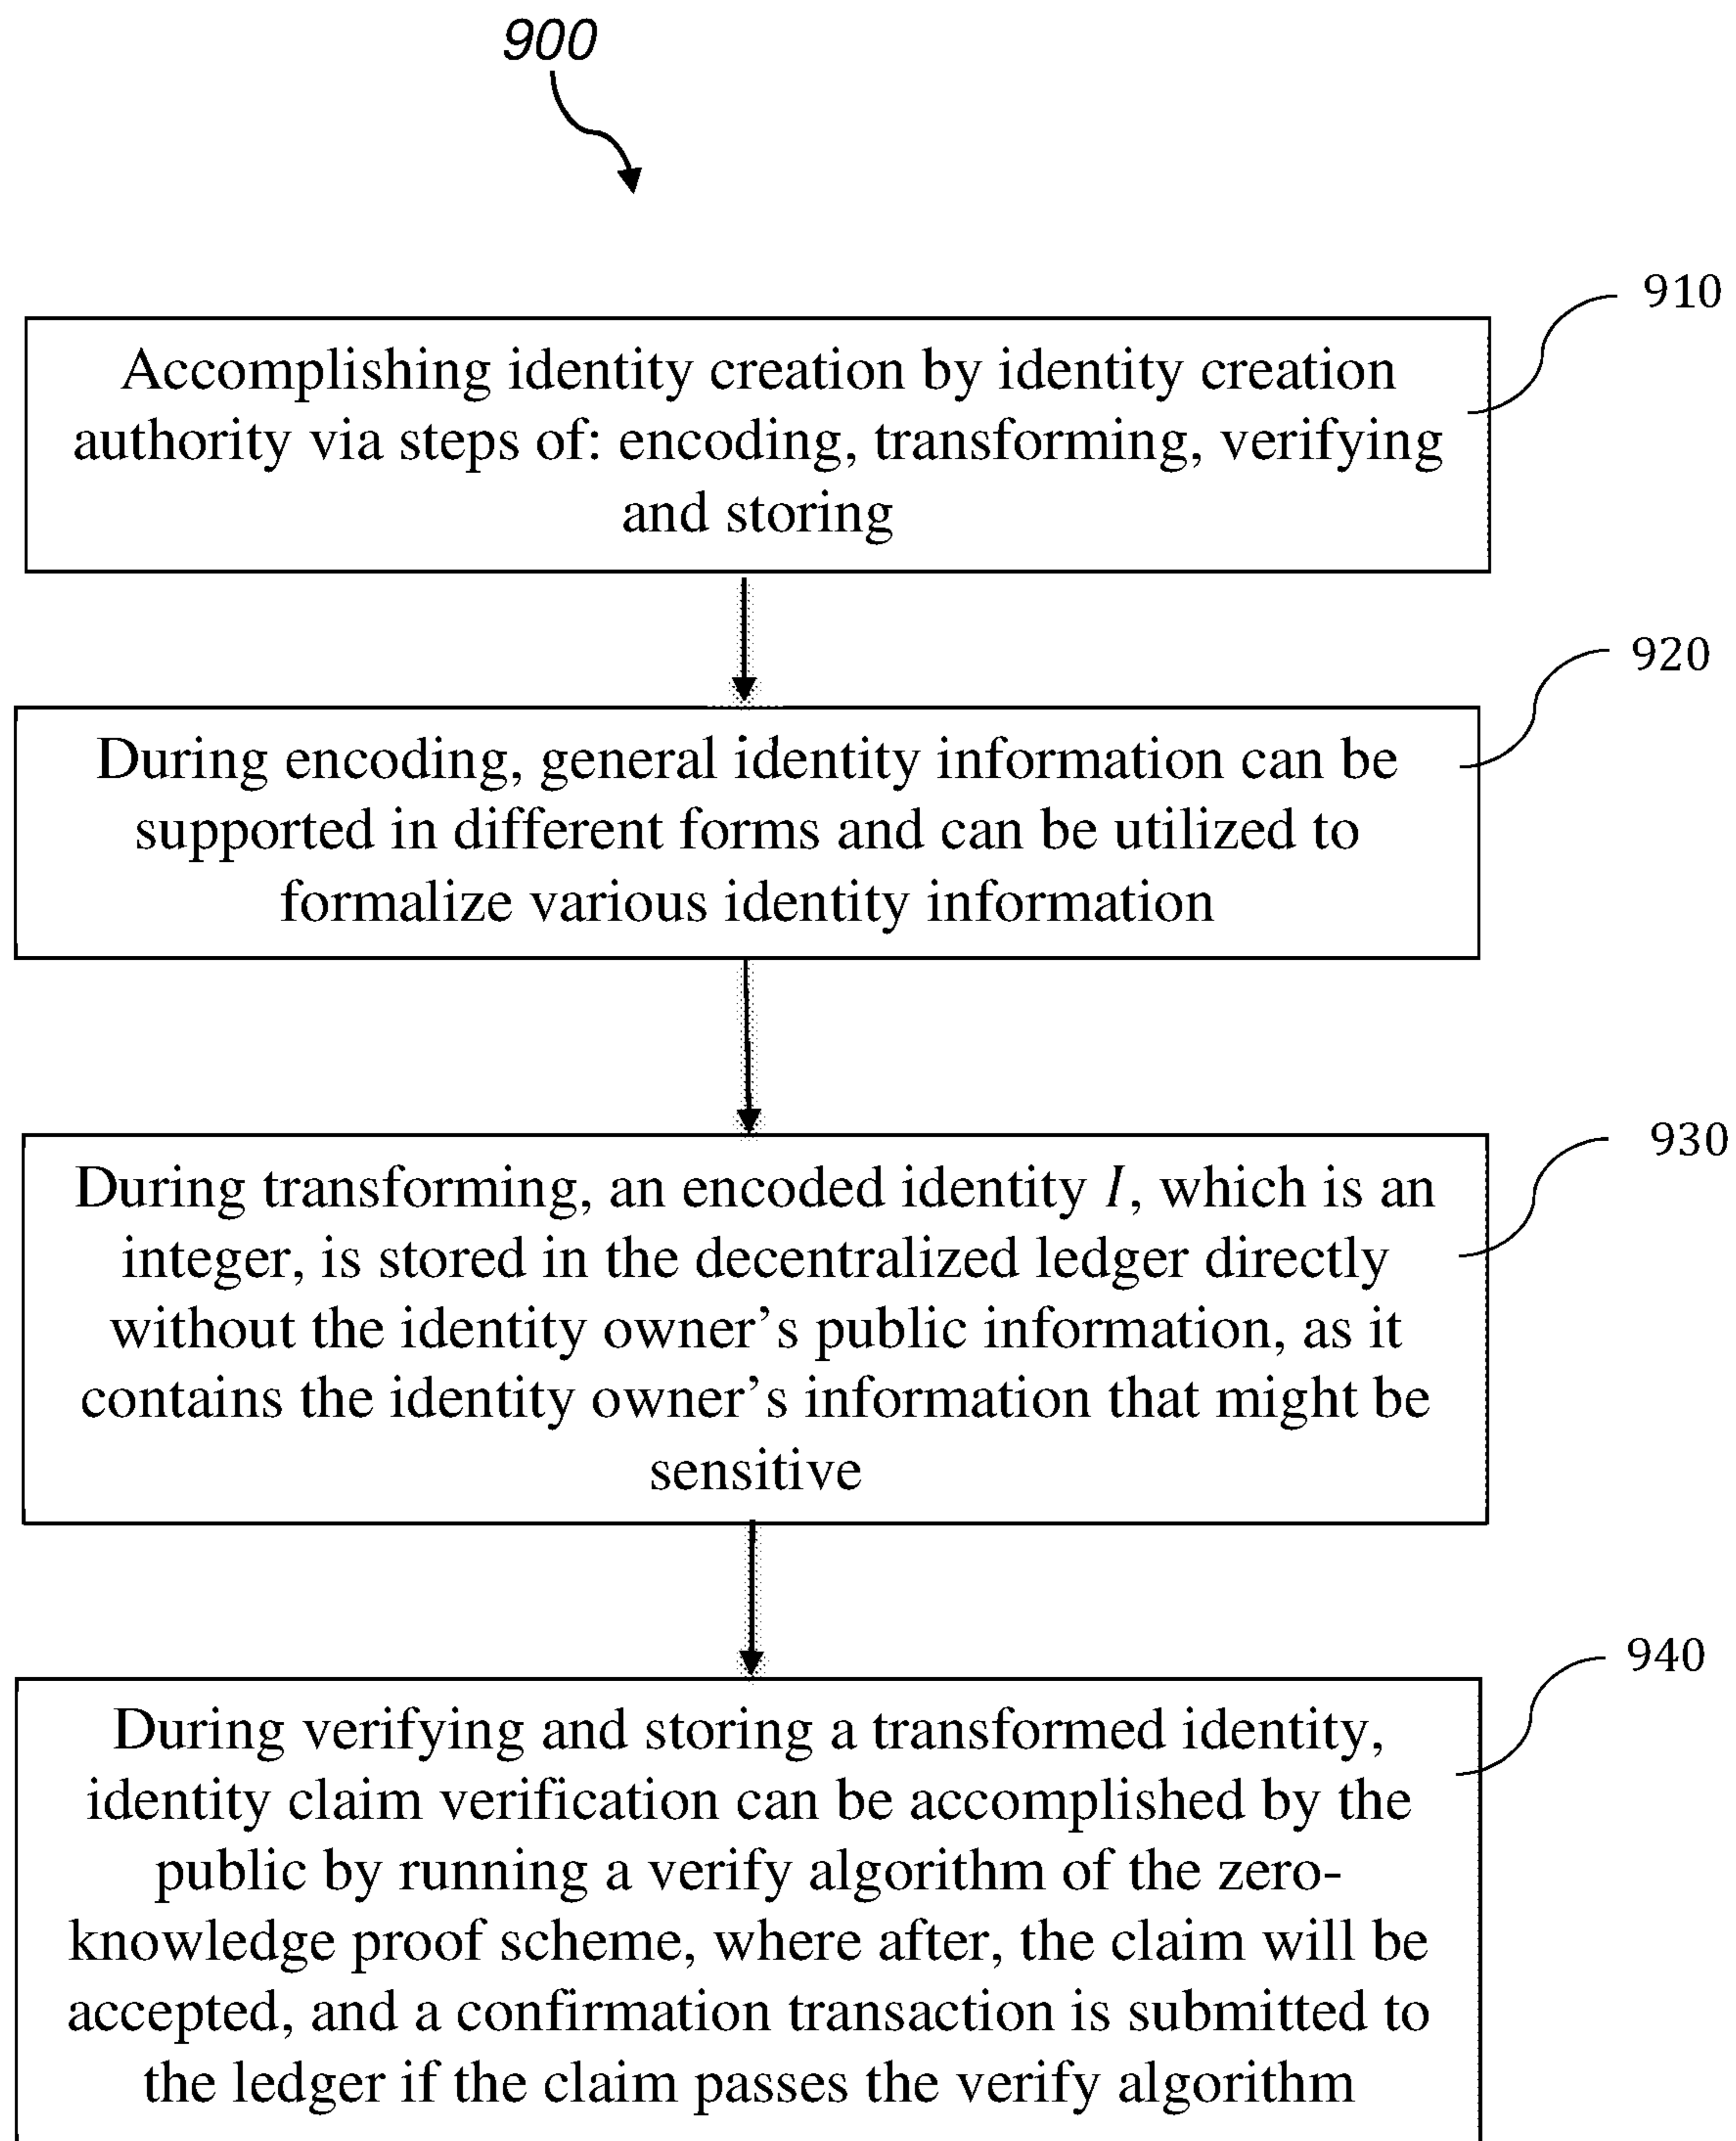 900
910
Accomplishing identity creation by identity creation
authority via steps of: encoding, transforming, verifying
and storing
920
During encoding, general identity information can be
supported in different forms and can be utilized to
formalize various identity information
930
During transforming, an encoded identity I, which is an
integer, is stored in the decentralized ledger directly
without the identity owner’s public information, as it
contains the identity owner’s information that might be
sensitive
940
During verifying and storing a transformed identity,
identity claim verification can be accomplished by the
public by running a verify algorithm of the zero-
knowledge proof scheme, where after, the claim will be
accepted, and a confirmation transaction is submitted to
the ledger if the claim passes the verify algorithm